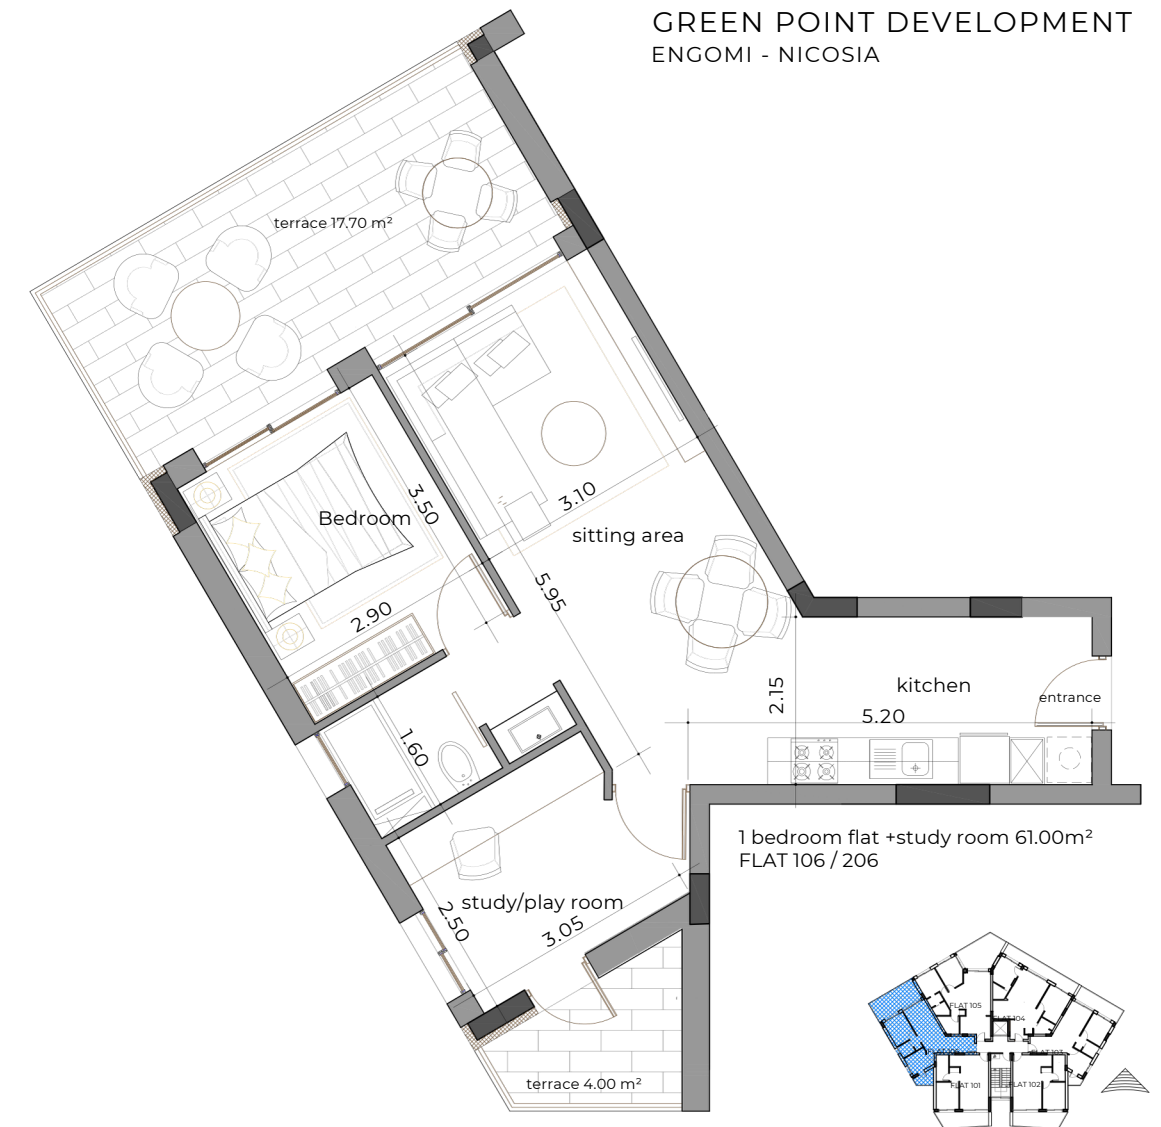 GREEN POINT DEVELOPMENT
ENGOMI - NICOSIA
terrace 17.70 m²
3.50
Bedroom
3.10
sitting area
5.95
2.90
2.15
kitchen
entrance
5.20
1.60
1 bedroom flat +study room 61.00m²
FLAT 106 / 206
study/play room
2.50
3.05
terrace 4.00 m²
FLAT 105
FLAT 104
FLAT 103
FLAT 101
FLAT 102